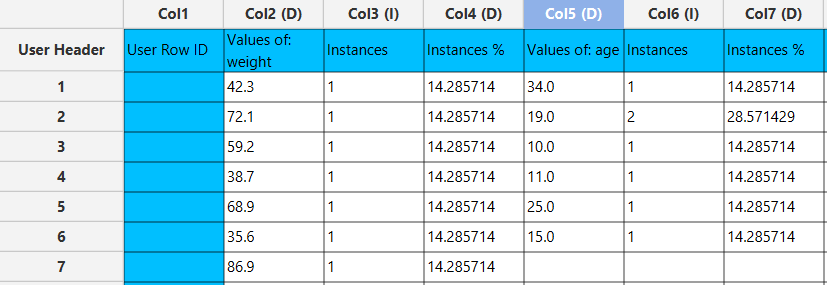 Col1 Col2 (D) Col3 (I) Col4 (D) Col5 (D) Col6 (I) Col7 (D)
User Header User Row ID Values of: weight Instances Instances % Values of: age Instances Instances %
1 42.3 1 14.285714 34.0 1 14.285714
2 72.1 1 14.285714 19.0 2 28.571429
3 59.2 1 14.285714 10.0 1 14.285714
4 38.7 1 14.285714 11.0 1 14.285714
5 68.9 1 14.285714 25.0 1 14.285714
6 35.6 1 14.285714 15.0 1 14.285714
7 86.9 1 14.285714